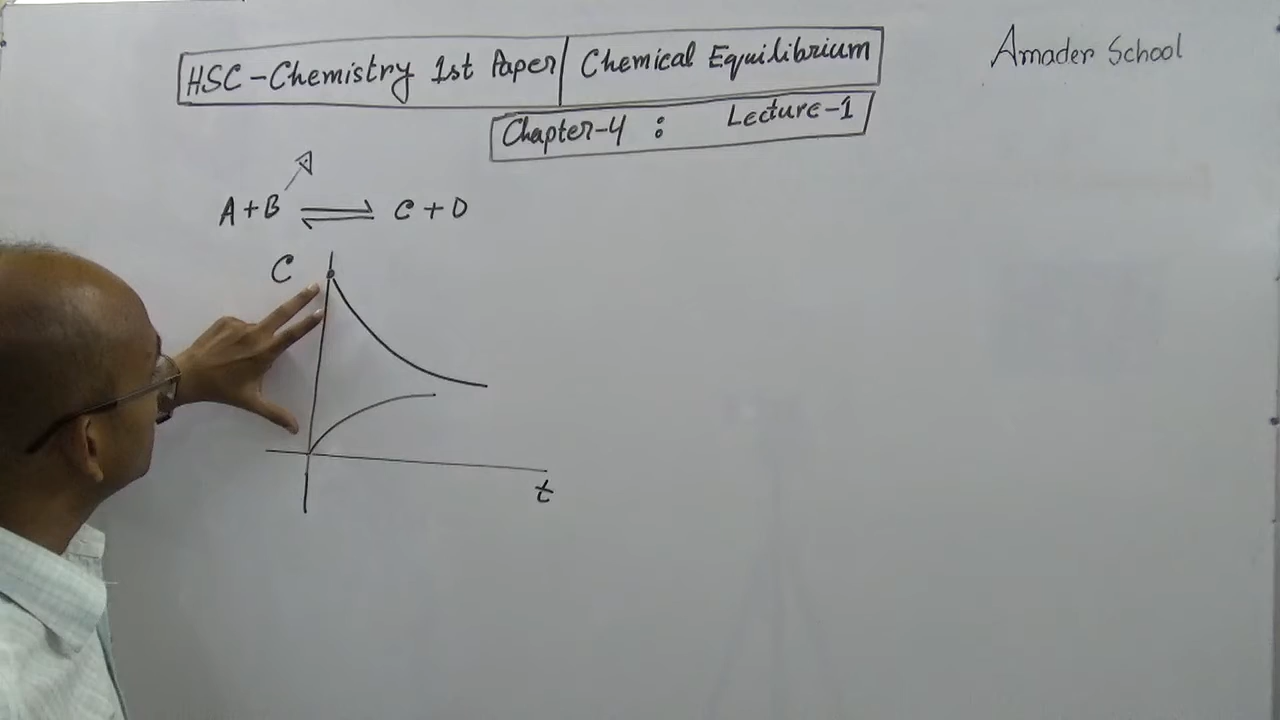 HSC-Chemistry 1st Paper | Chemical Equilibrium
Amader School
Chapter-4 : Lecture-1
A+B ⇌ C+D
C
t